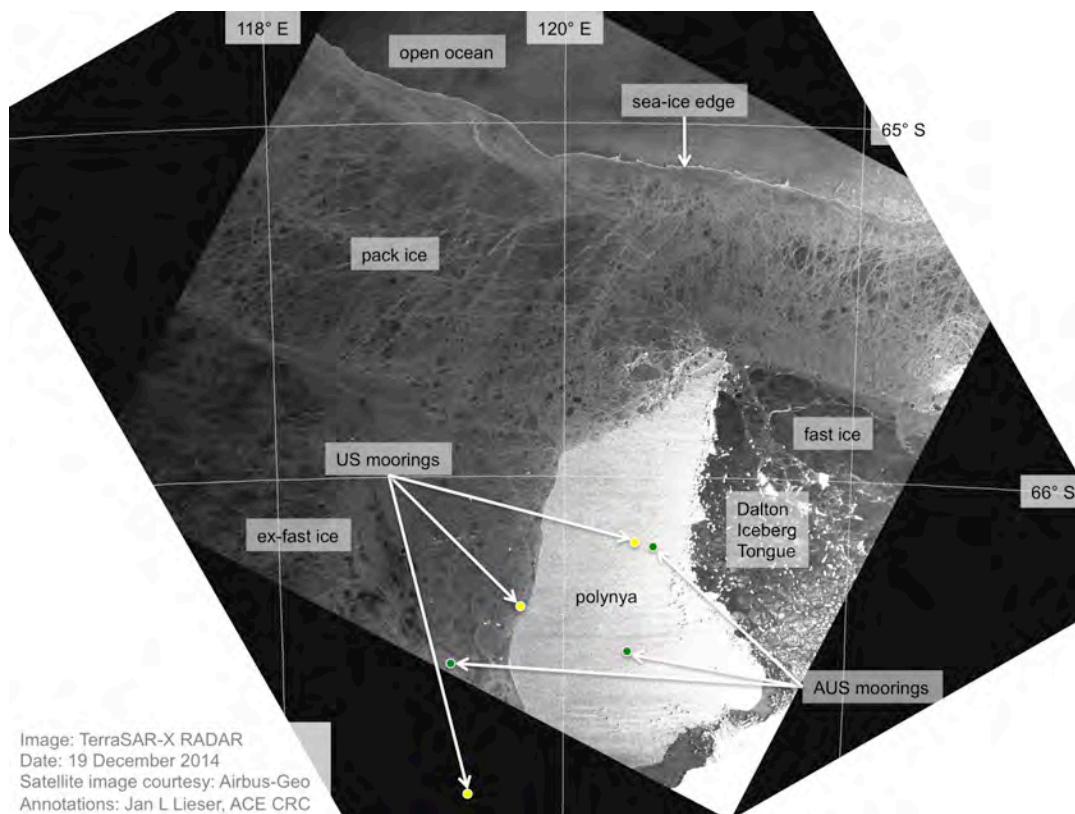 118° E
120° E
open ocean
sea-ice edge
65° S
pack ice
fast ice
US moorings
66° S
Dalton
Iceberg
Tongue
ex-fast ice
polynya
AUS moorings
Image: TerraSAR-X RADAR
Date: 19 December 2014
Satellite image courtesy: Airbus-Geo
Annotations: Jan L Lieser, ACE CRC